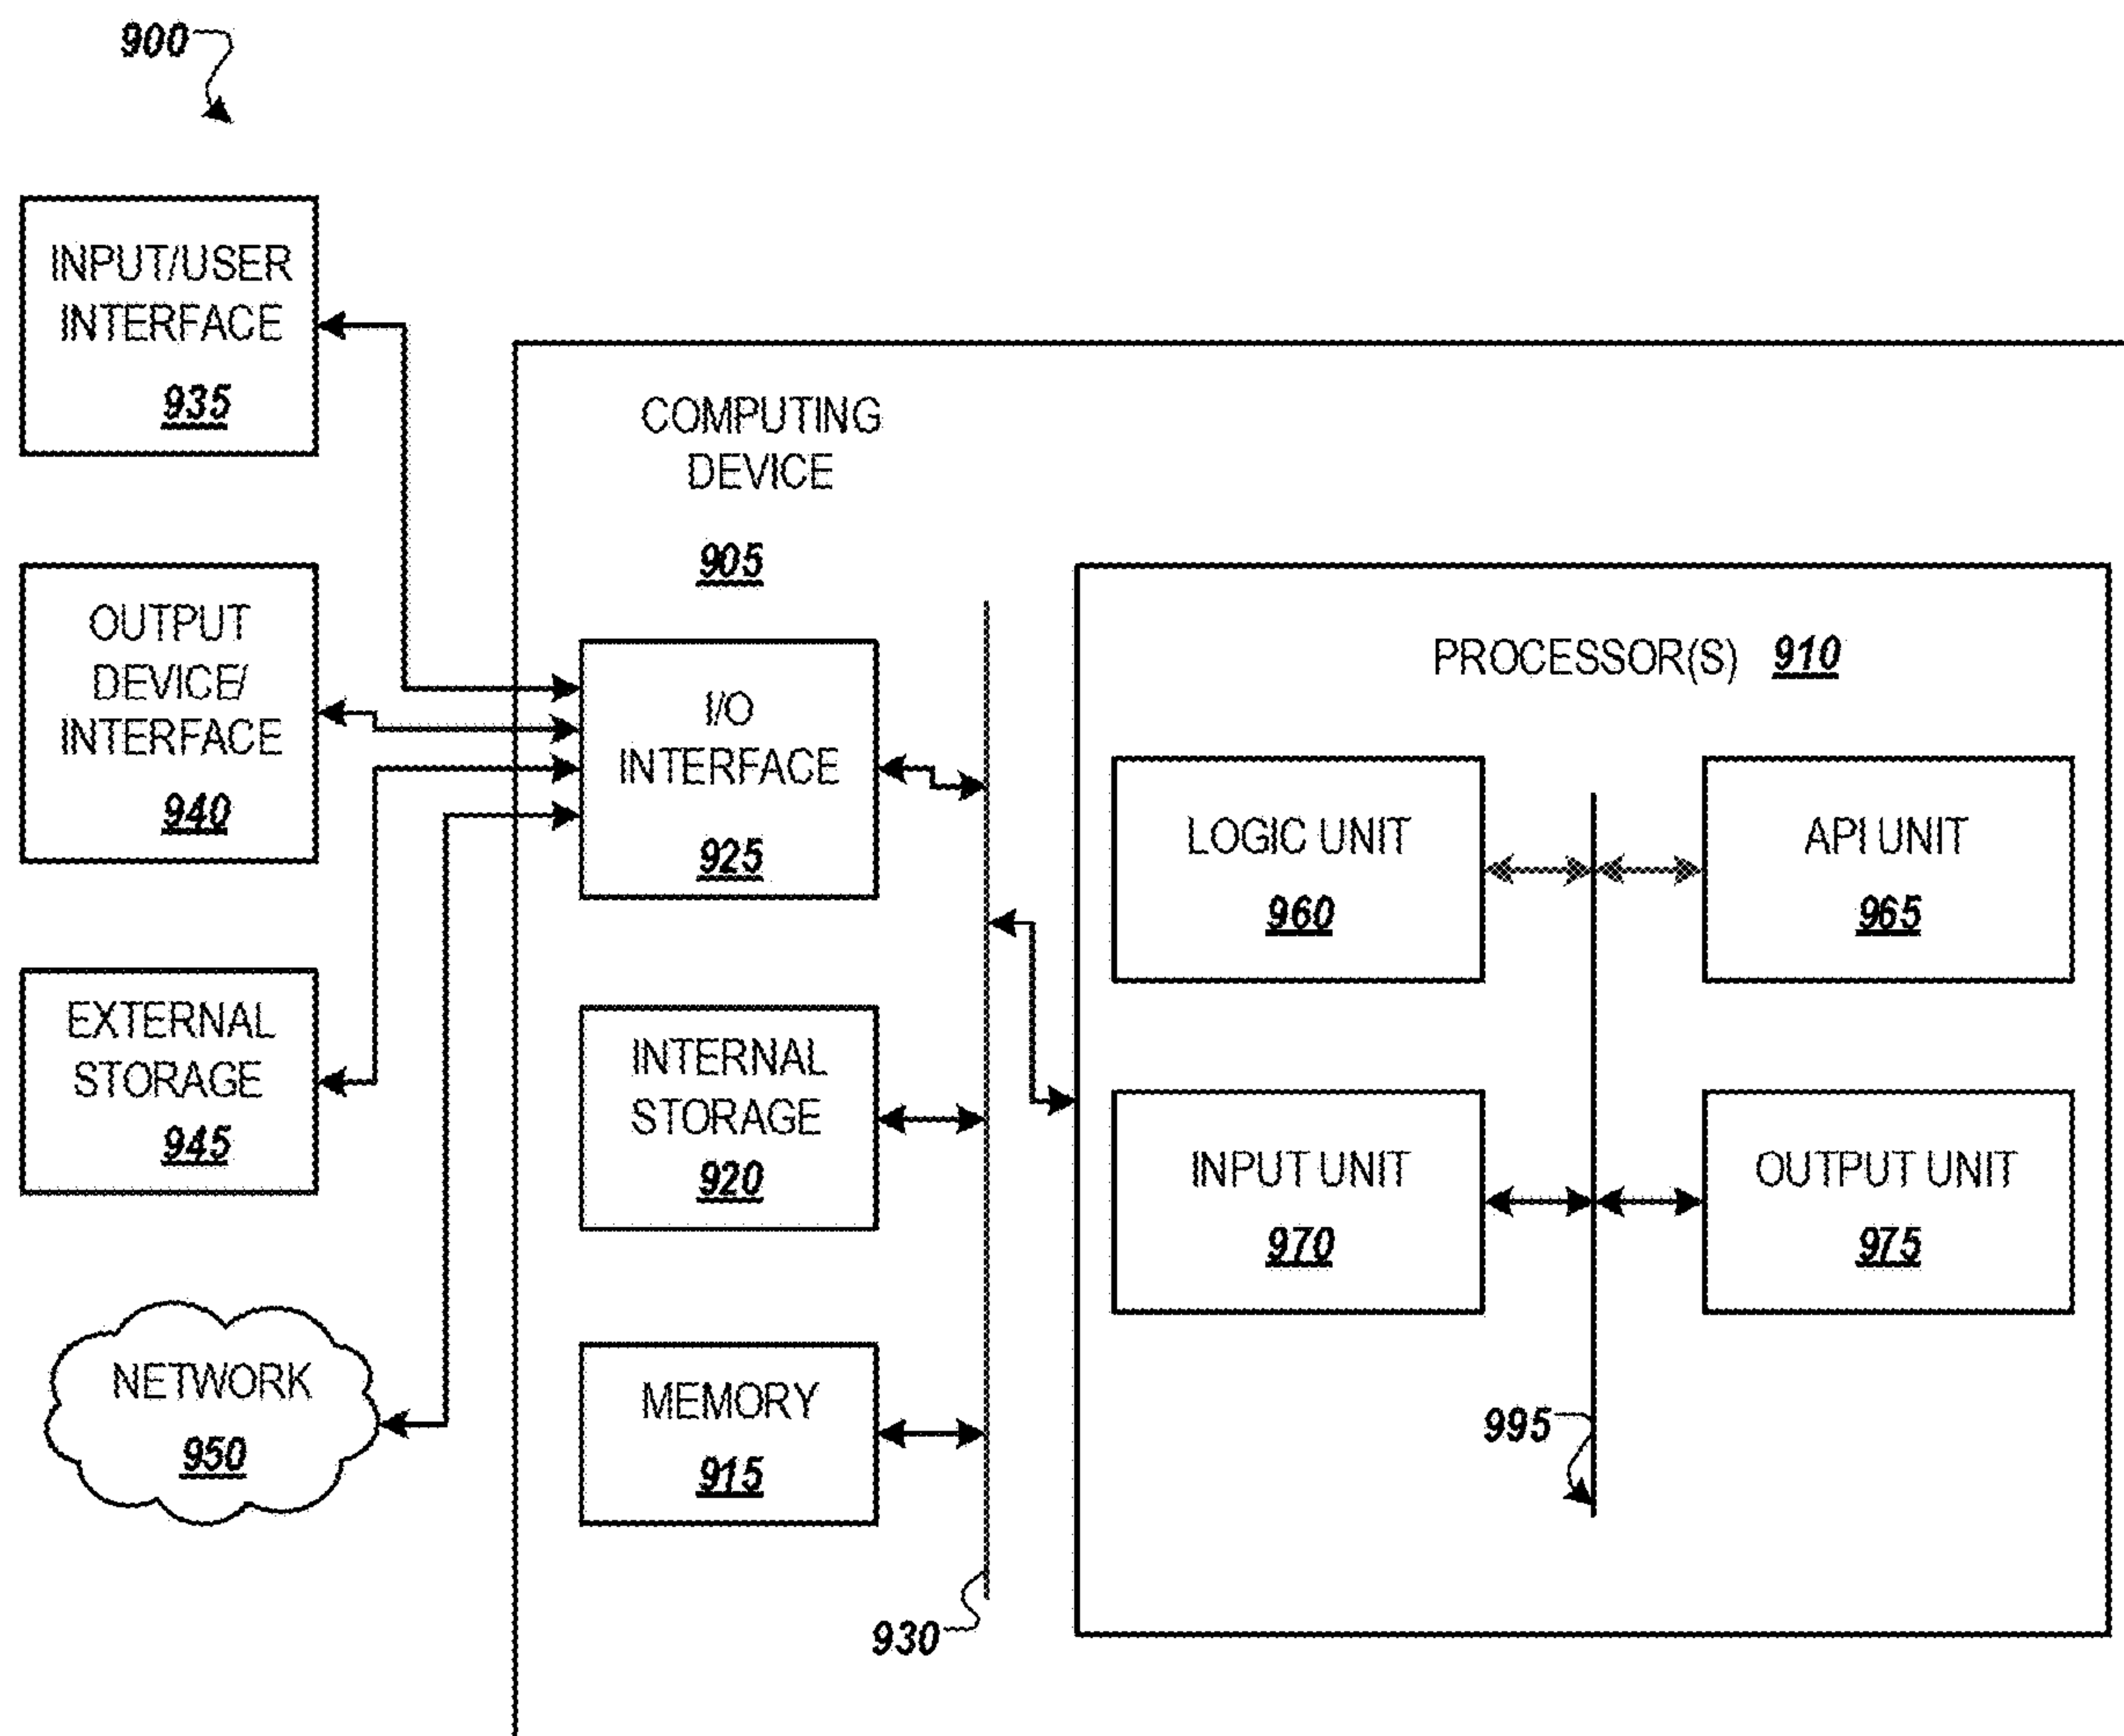 900
INPUT/USER
INTERFACE
935
OUTPUT
DEVICE/
INTERFACE
940
EXTERNAL
STORAGE
945
NETWORK
950
COMPUTING
DEVICE
905
I/O
INTERFACE
925
INTERNAL
STORAGE
920
MEMORY
915
930
PROCESSOR(S) 910
LOGIC UNIT
960
API UNIT
965
INPUT UNIT
970
OUTPUT UNIT
975
995